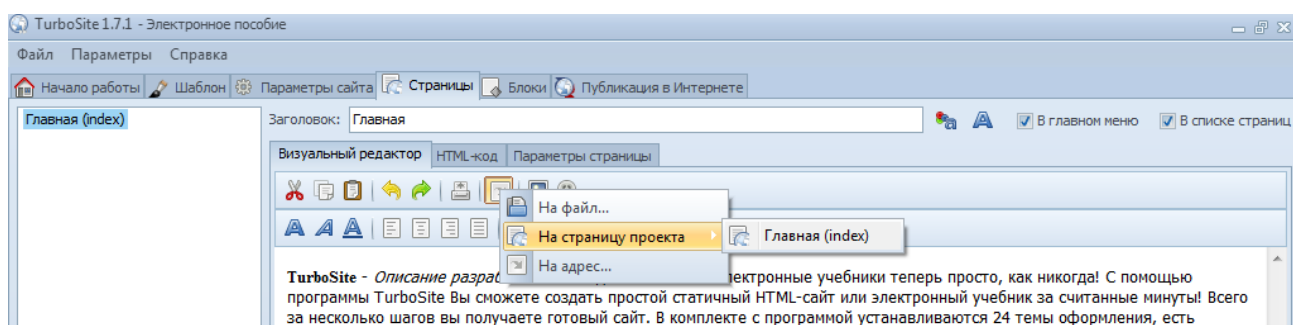 TurboSite 1.7.1 - Электронное пособие
Файл Параметры Справка
Начало работы Шаблон Параметры сайта Страницы Блоки Публикация в Интернете
Главная (index) Заголовок: Главная В главном меню В списке страниц
Визуальный редактор HTML-код Параметры страницы
На файл...
На страницу проекта Главная (index)
На адрес...
TurboSite - Описание учебники теперь просто, как никогда! С помощью
программы TurboSite Вы сможете создать простой статичный HTML-сайт или электронный учебник за считанные минуты! Всего
за несколько шагов вы получаете готовый сайт. В комплекте с программой устанавливаются 24 темы оформления, есть